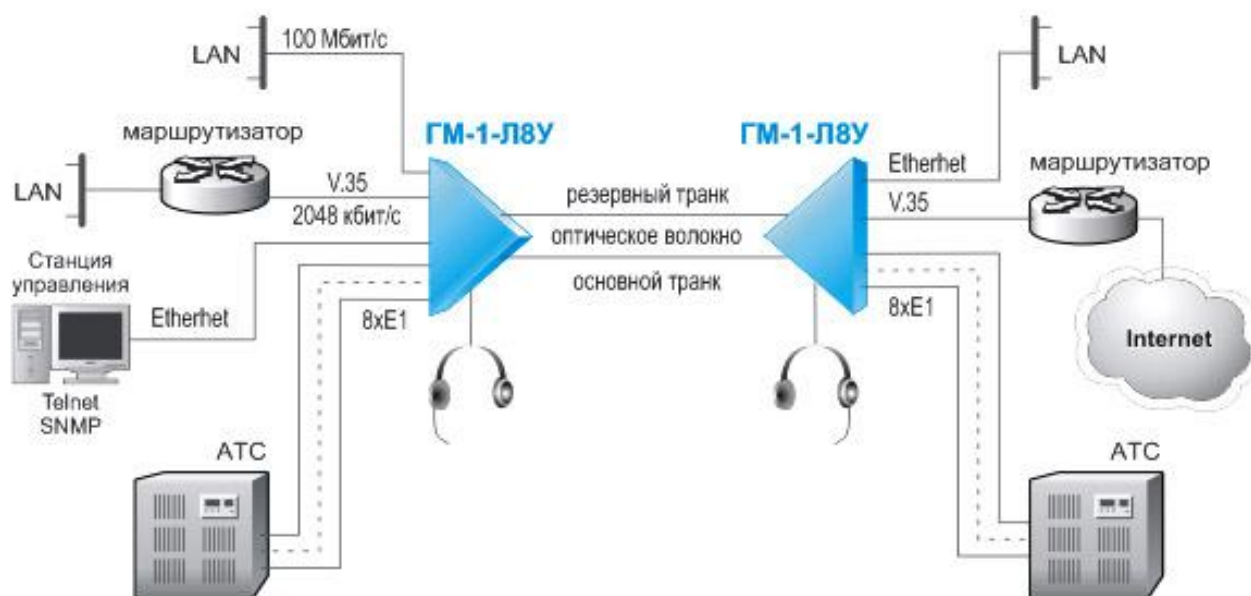 LAN
100 Мбит/с
LAN
маршрутизатор
ГМ-1-Л8У
ГМ-1-Л8У
Etherhet
маршрутизатор
LAN
V.35
2048 кбит/с
резервный транк
V.35
оптическое волокно
Станция
управления
основной транк
Etherhet
8xE1
8xE1
Internet
Telnet
SNMP
АТС
АТС